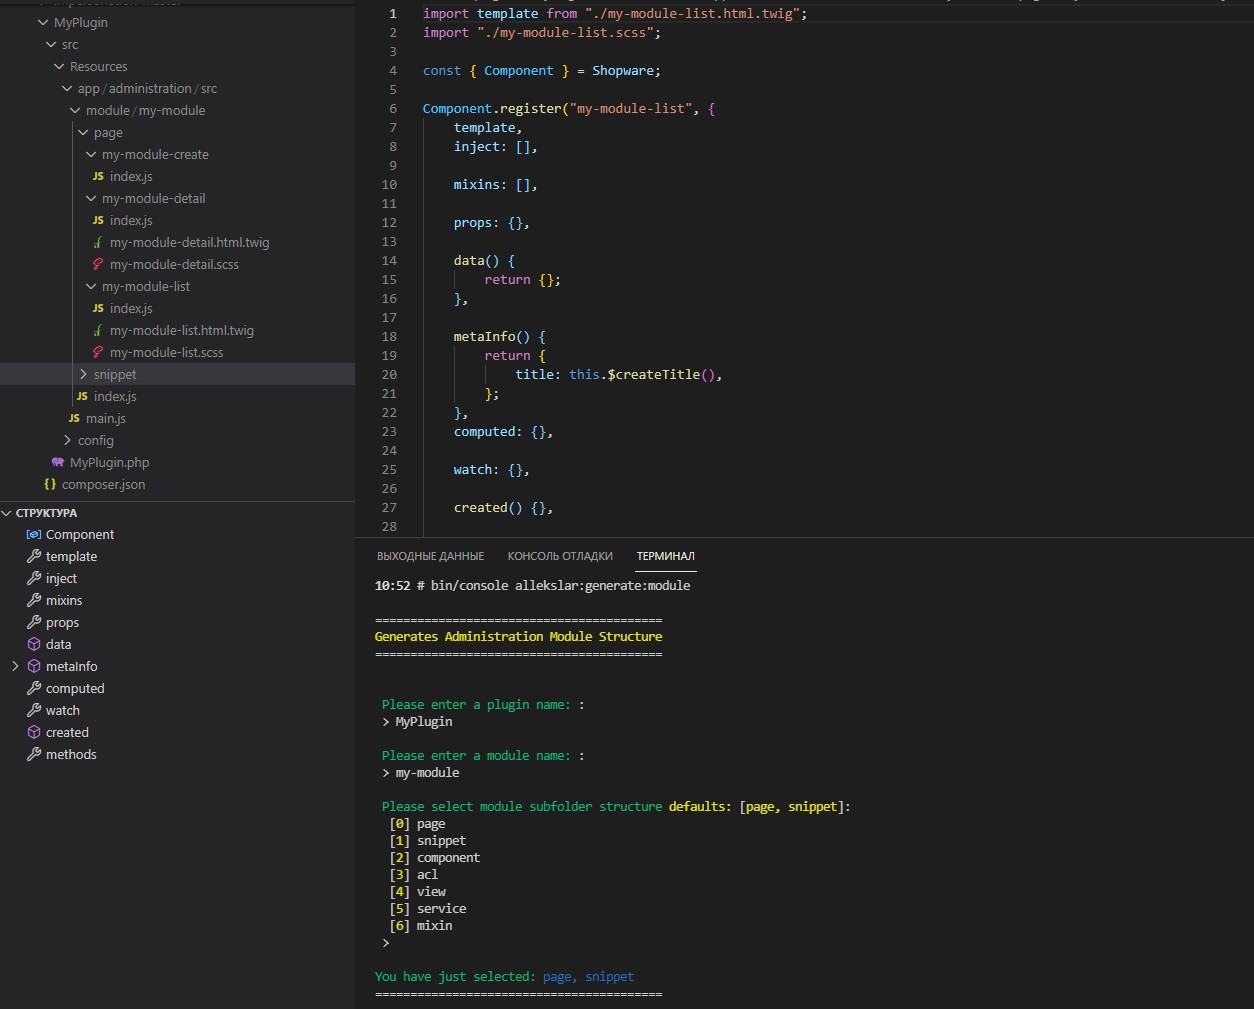 MyPlugin
src
Resources
app / administration / src
module / my-module
page
my-module-create
JS index.js
my-module-detail
JS index.js
my-module-detail.html.twig
my-module-detail.scss
my-module-list
JS index.js
my-module-list.html.twig
my-module-list.scss
snippet
JS index.js
JS main.js
config
MyPlugin.php
{} composer.json
СТРУКТУРА
Component
template
inject
mixins
props
data
metaInfo
computed
watch
created
methods
1 import template from "./my-module-list.html.twig";
2 import "./my-module-list.scss";
3
4 const { Component } = Shopware;
5
6 Component.register("my-module-list", {
7 template,
8 inject: [],
9
10 mixins: [],
11
12 props: {},
13
14 data() {
15 return {};
16 },
17
18 metaInfo() {
19 return {
20 title: this.$createTitle(),
21 };
22 },
23 computed: {},
24
25 watch: {},
26
27 created() {},
28
ВЫХОДНЫЕ ДАННЫЕ КОНСОЛЬ ОТЛАДКИ ТЕРМИНАЛ
10:52 # bin/console allekslar:generate:module
=========================================
Generates Administration Module Structure
=========================================
Please enter a plugin name: :
> MyPlugin
Please enter a module name: :
> my-module
Please select module subfolder structure defaults: [page, snippet]:
[0] page
[1] snippet
[2] component
[3] acl
[4] view
[5] service
[6] mixin
>
You have just selected: page, snippet
=========================================